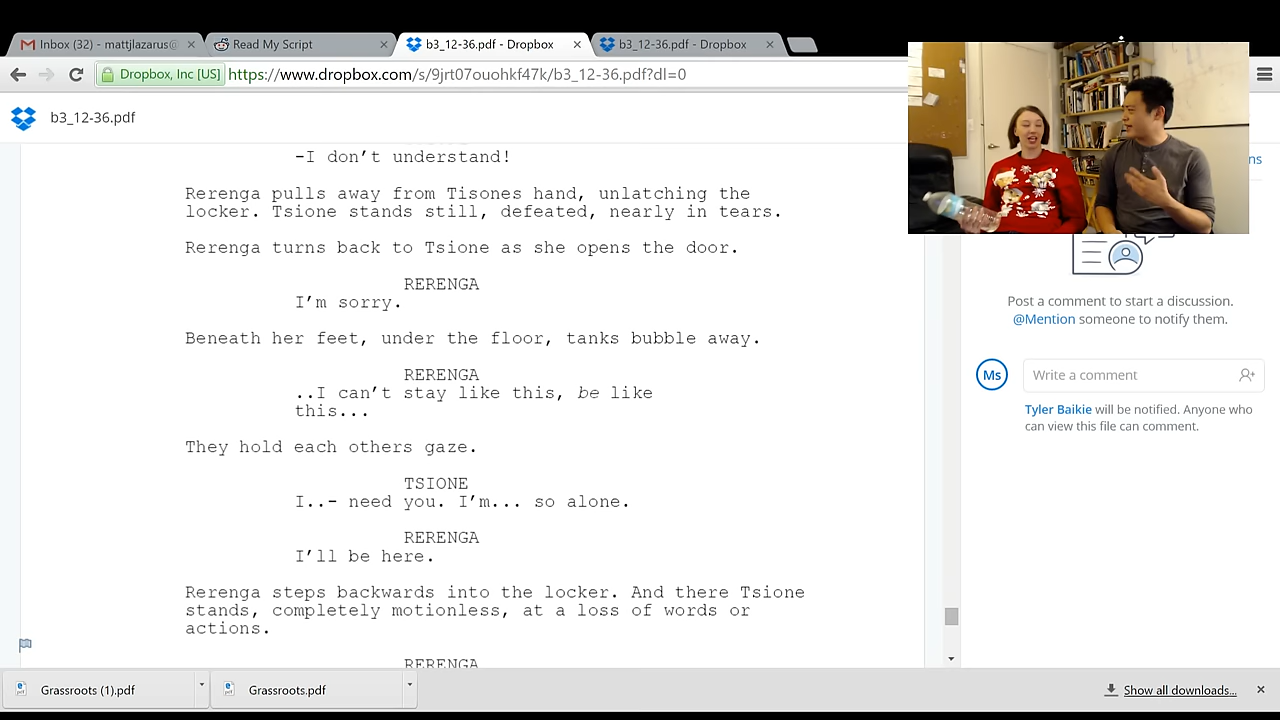 Inbox (32) - mattjlazarus@
Read My Script
b3_12-36.pdf - Dropbox
b3_12-36.pdf - Dropbox
Dropbox, Inc [US]
https://www.dropbox.com/s/9jrt07ouohkf47k/b3_12-36.pdf?dl=0
b3_12-36.pdf
-I don't understand!
Rerenga pulls away from Tisones hand, unlatching the
locker. Tsione stands still, defeated, nearly in tears.
Rerenga turns back to Tsione as she opens the door.
RERENGA
I'm sorry.
Beneath her feet, under the floor, tanks bubble away.
RERENGA
..I can't stay like this, be like
this...
They hold each others gaze.
TSIONE
I..- need you. I'm... so alone.
RERENGA
I'll be here.
Rerenga steps backwards into the locker. And there Tsione
stands, completely motionless, at a loss of words or
actions.
RERENGA
Post a comment to start a discussion.
@Mention someone to notify them.
Ms
Write a comment
Tyler Baikie will be notified. Anyone who
can view this file can comment.
Grassroots (1).pdf
Grassroots.pdf
Show all downloads...